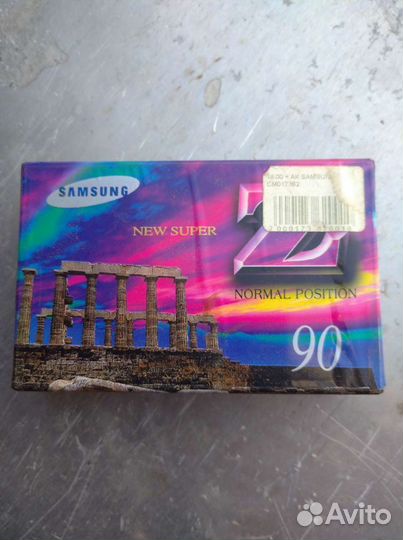 SAMSUNG
NEW SUPER
Z
NORMAL POSITION
90
Avito